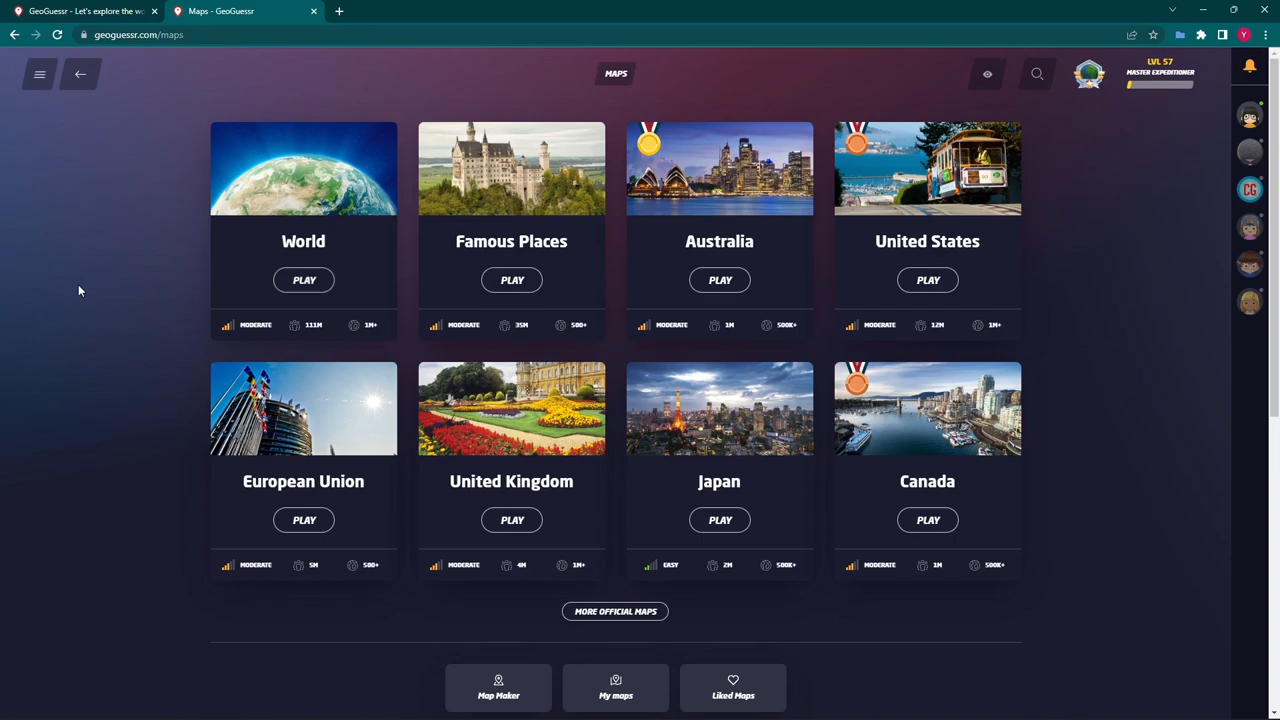 GeoGuessr - Let's explore the wo
Maps - GeoGuessr
geoguessr.com/maps
Y
MAPS
LVL 57
MASTER EXPEDITIONER
World
Famous Places
Australia
United States
PLAY
PLAY
PLAY
PLAY
MODERATE 111M 1M+
MODERATE 35M 500+
MODERATE 1M 500K+
MODERATE 12M 1M+
CG
European Union
United Kingdom
Japan
Canada
PLAY
PLAY
PLAY
PLAY
MODERATE 5M 500+
MODERATE 4M 1M+
EASY 2M 500K+
MODERATE 1M 500K+
MORE OFFICIAL MAPS
Map Maker
My maps
Liked Maps